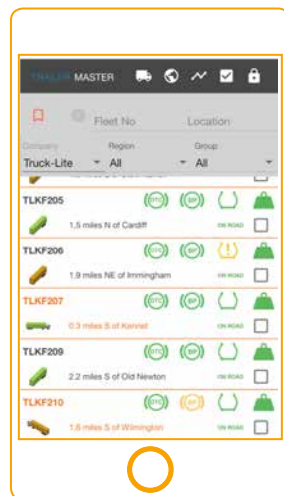 TRAILER MASTER
Fleet No Location
Company Region Group
Truck-Lite All All
TLKF205 DTC BP
1.5 miles N of Cardiff ON ROAD
TLKF206 DTC BP
1.9 miles NE of Immingham ON ROAD
TLKF207 DTC BP
0.3 miles S of Kennet ON ROAD
TLKF209 DTC BP
2.2 miles S of Old Newton ON ROAD
TLKF210 DTC BP
1.6 miles S of Wilmington ON ROAD